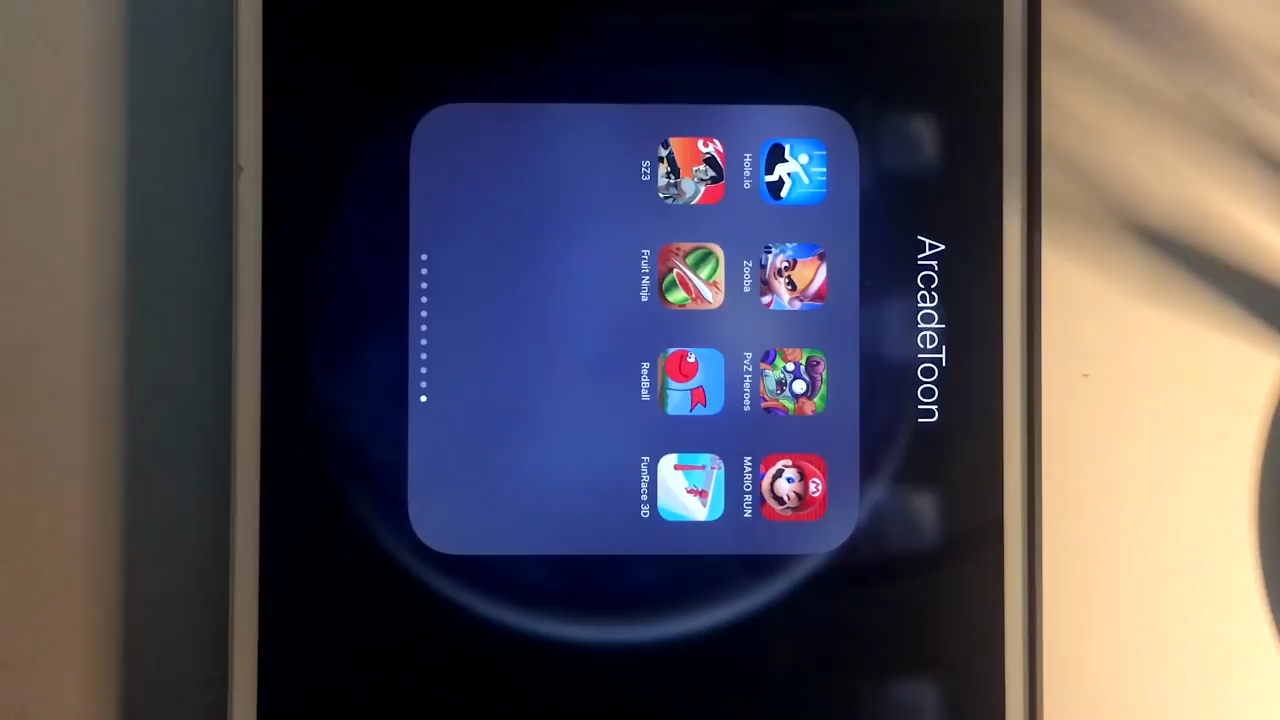 ArcadeToon
Hole.io Zooba PvZ Heroes MARIO RUN
SZ3 Fruit Ninja RedBall FunRace 3D